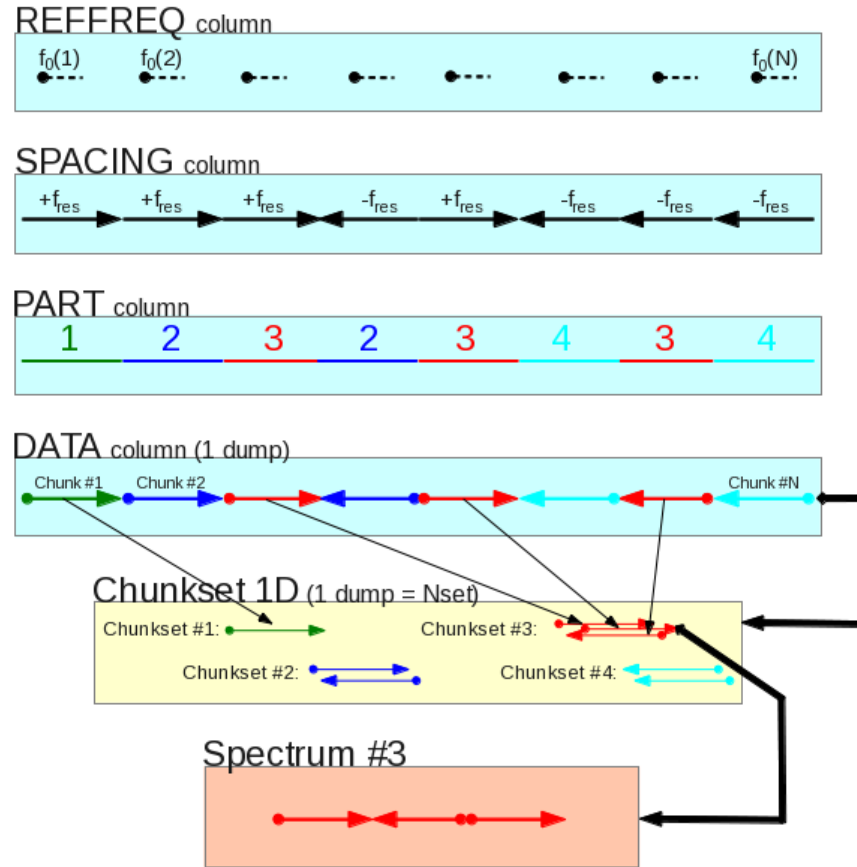 REFFREQ column
f0(1) f0(2) f0(N)
SPACING column
+fres +fres +fres -fres +fres -fres -fres -fres
PART column
1 2 3 2 3 4 3 4
DATA column (1 dump)
Chunk #1 Chunk #2 Chunk #N
Chunkset 1D (1 dump = Nset)
Chunkset #1: Chunkset #3:
Chunkset #2: Chunkset #4:
Spectrum #3